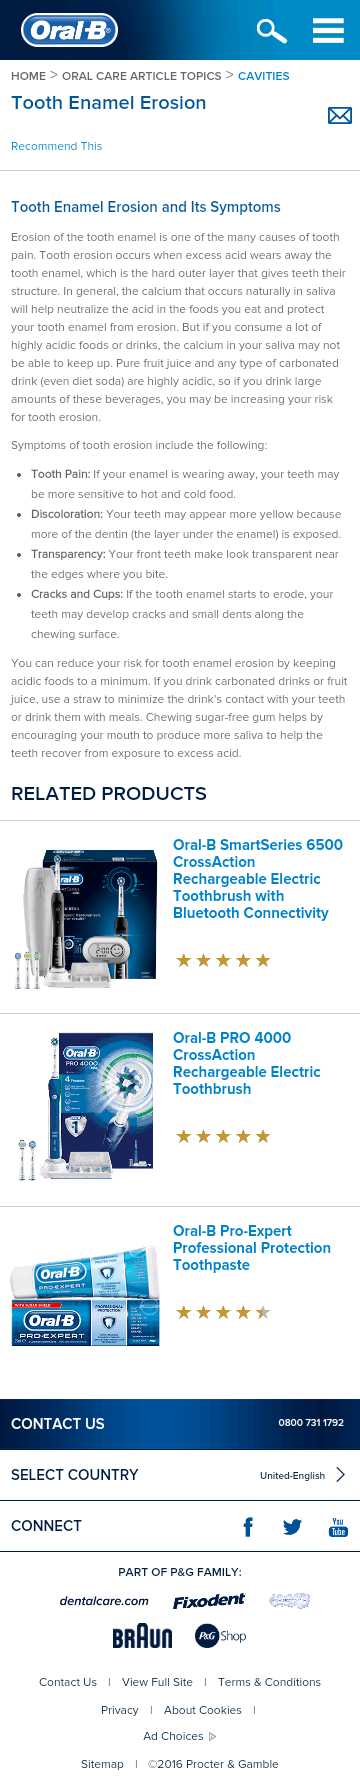 Oral-B
HOME > ORAL CARE ARTICLE TOPICS > CAVITIES
Tooth Enamel Erosion
Recommend This
Tooth Enamel Erosion and Its Symptoms
Erosion of the tooth enamel is one of the many causes of tooth
pain. Tooth erosion occurs when excess acid wears away the
tooth enamel, which is the hard outer layer that gives teeth their
structure. In general, the calcium that occurs naturally in saliva
will help neutralize the acid in the foods you eat and protect
your tooth enamel from erosion. But if you consume a lot of
highly acidic foods or drinks, the calcium in your saliva may not
be able to keep up. Pure fruit juice and any type of carbonated
drink (even diet soda) are highly acidic, so if you drink large
amounts of these beverages, you may be increasing your risk
for tooth erosion.
Symptoms of tooth erosion include the following:
• Tooth Pain: If your enamel is wearing away, your teeth may
be more sensitive to hot and cold food.
• Discoloration: Your teeth may appear more yellow because
more of the dentin (the layer under the enamel) is exposed.
• Transparency: Your front teeth make look transparent near
the edges where you bite.
• Cracks and Cups: If the tooth enamel starts to erode, your
teeth may develop cracks and small dents along the
chewing surface.
You can reduce your risk for tooth enamel erosion by keeping
acidic foods to a minimum. If you drink carbonated drinks or fruit
juice, use a straw to minimize the drink's contact with your teeth
or drink them with meals. Chewing sugar-free gum helps by
encouraging your mouth to produce more saliva to help the
teeth recover from exposure to excess acid.
RELATED PRODUCTS
Oral-B
Oral-B SmartSeries 6500
CrossAction
Rechargeable Electric
Toothbrush with
Bluetooth Connectivity
Oral-B
PRO 4000
Oral-B PRO 4000
CrossAction
Rechargeable Electric
Toothbrush
Oral-B
PRO-EXPERT
Oral-B
PRO-EXPERT
PROFESSIONAL
PROTECTION
Oral-B Pro-Expert
Professional Protection
Toothpaste
CONTACT US 0800 731 1792
SELECT COUNTRY United-English
CONNECT f You Tube
PART OF P&G FAMILY:
dentalcare.com Fixodent
BRAUN P&G Shop
Contact Us | View Full Site | Terms & Conditions
Privacy | About Cookies |
Ad Choices
Sitemap | ©2016 Procter & Gamble